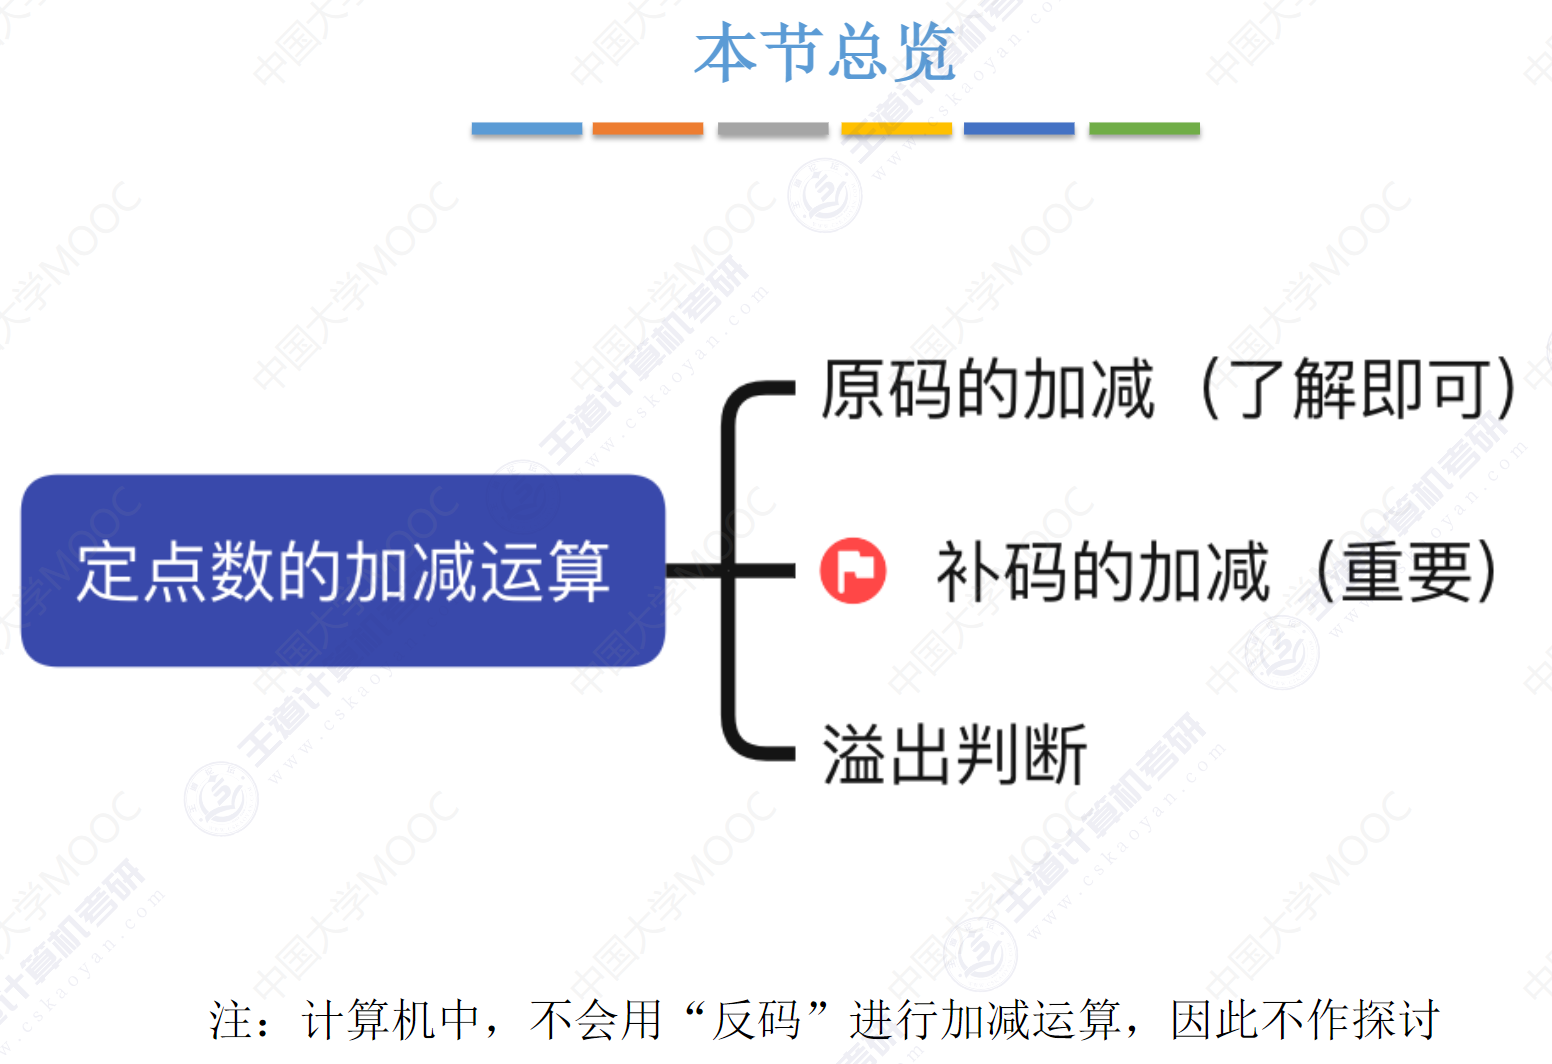 本节总览
原码的加减（了解即可）
定点数的加减运算
补码的加减（重要）
溢出判断
注：计算机中，不会用“反码”进行加减运算，因此不作探讨
中国大学MOOC
王道计算机考研
www.cskaoyan.com